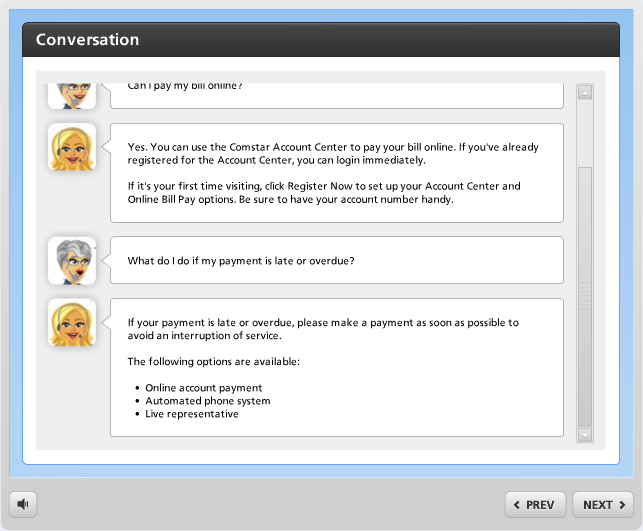 Conversation
Can I pay my bill online?
Yes. You can use the Comstar Account Center to pay your bill online. If you've already
registered for the Account Center, you can login immediately.
If it's your first time visiting, click Register Now to set up your Account Center and
Online Bill Pay options. Be sure to have your account number handy.
What do I do if my payment is late or overdue?
If your payment is late or overdue, please make a payment as soon as possible to
avoid an interruption of service.
The following options are available:
• Online account payment
• Automated phone system
• Live representative
PREV
NEXT